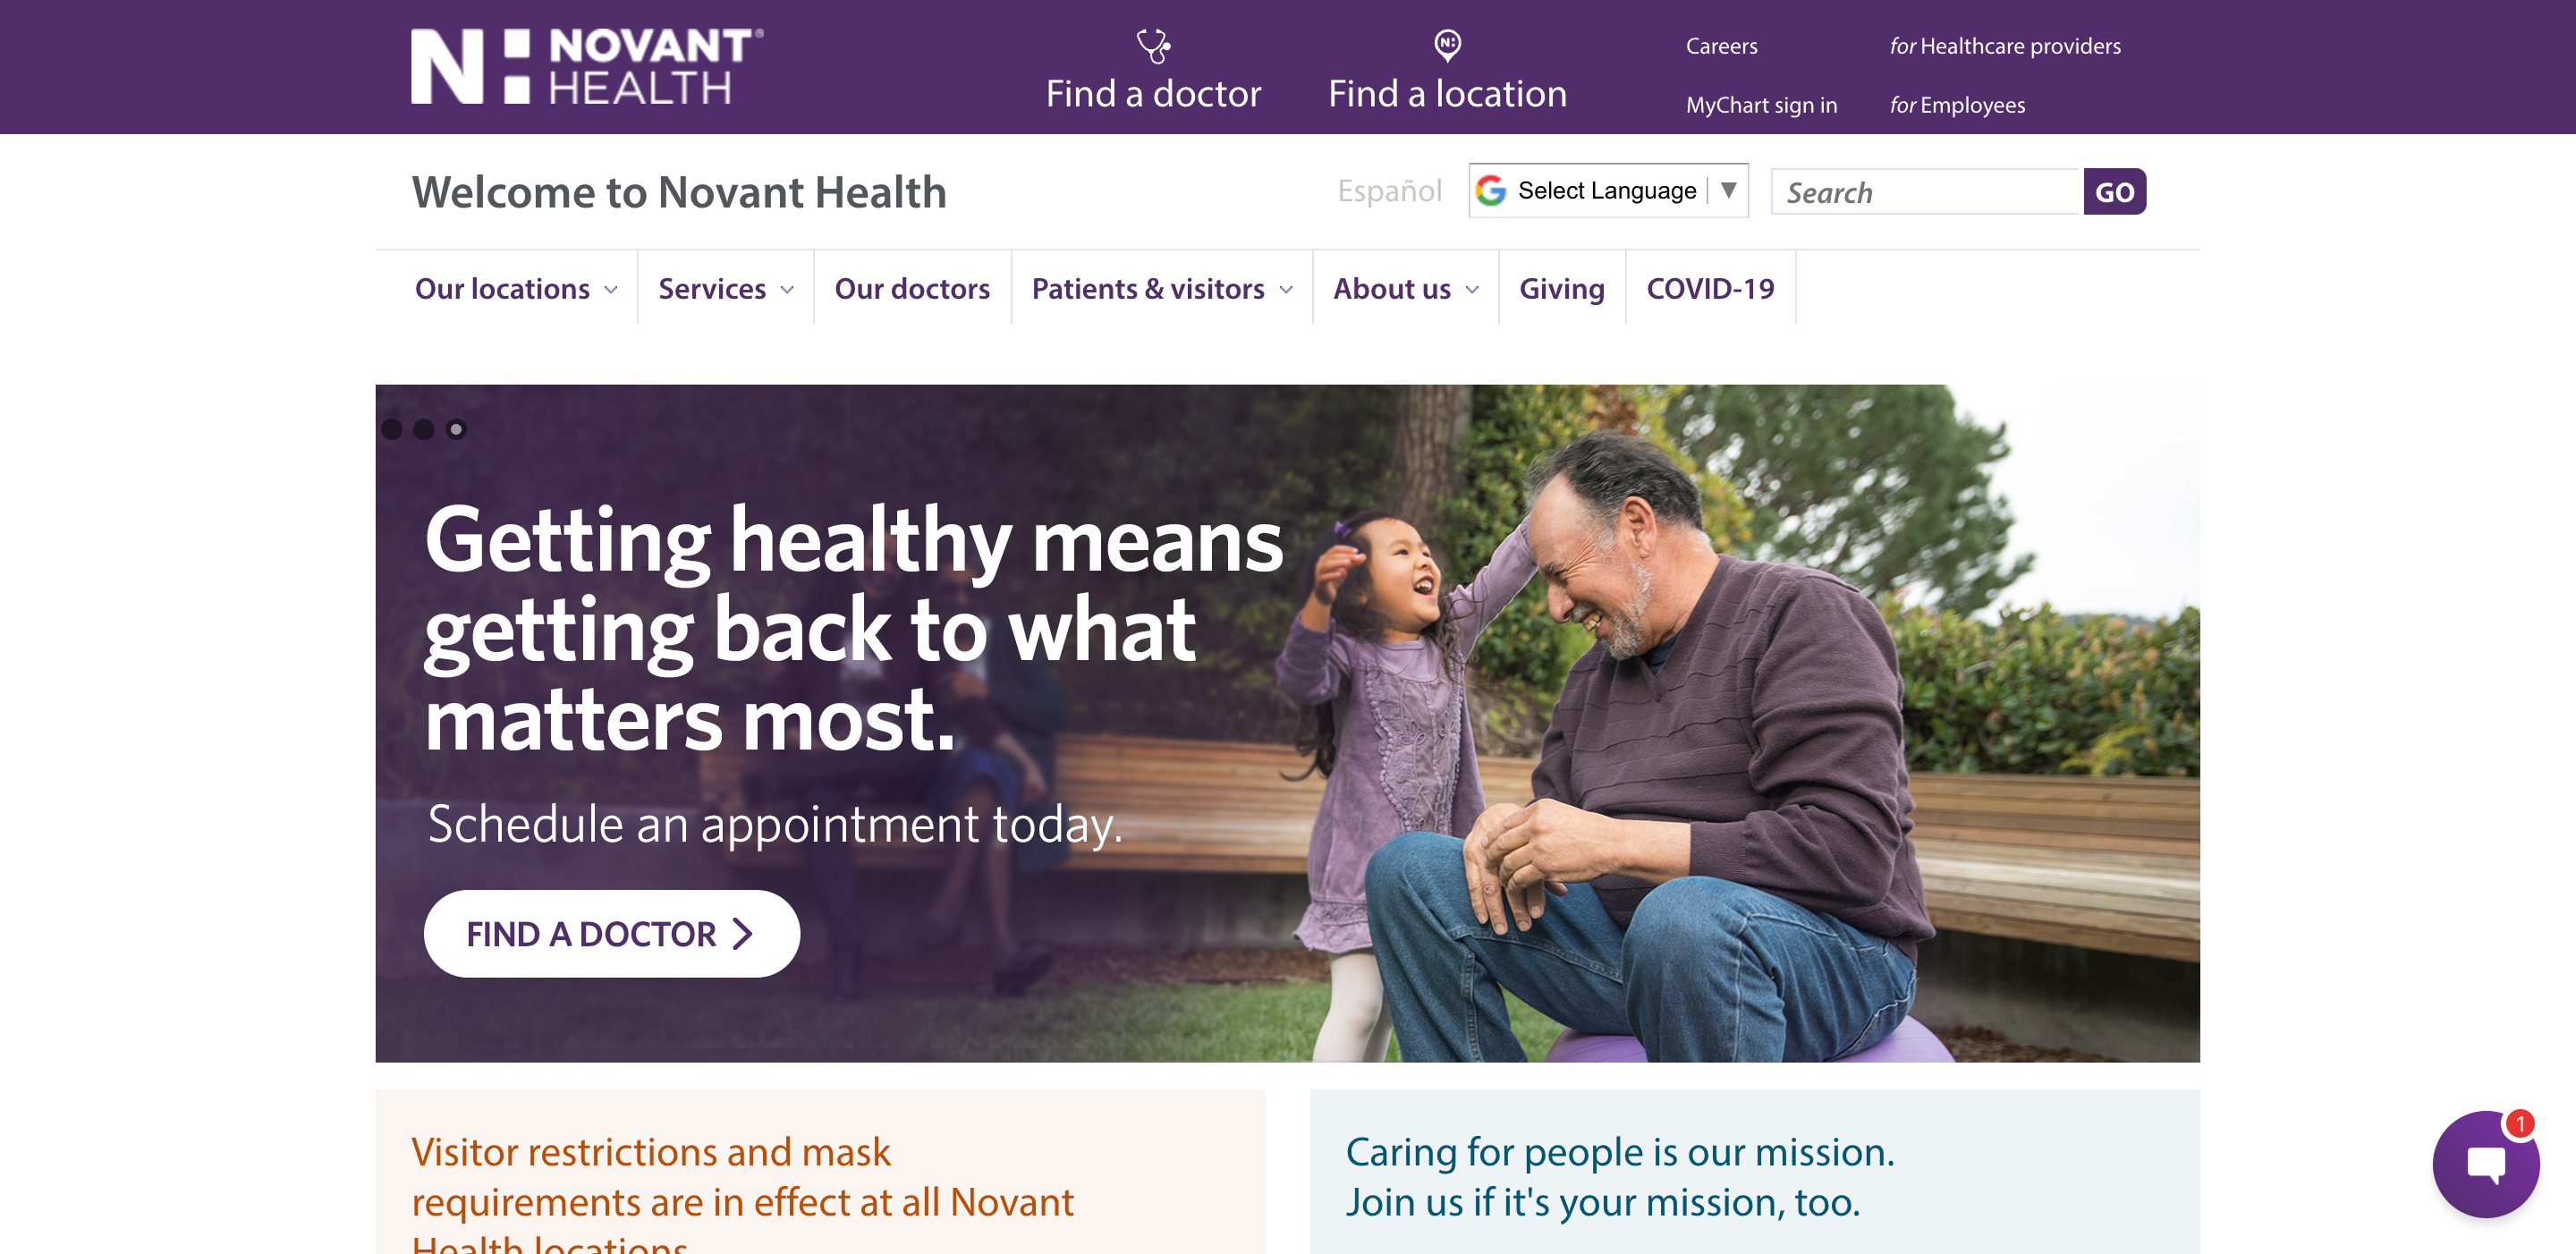 NOVANT
HEALTH
Find a doctor
Find a location
Careers
for Healthcare providers
MyChart sign in
for Employees
Welcome to Novant Health
Español
Select Language
Search
GO
Our locations
Services
Our doctors
Patients & visitors
About us
Giving
COVID-19
Getting healthy means
getting back to what
matters most.
Schedule an appointment today.
FIND A DOCTOR
Visitor restrictions and mask
requirements are in effect at all Novant
Health locations
Caring for people is our mission.
Join us if it's your mission, too.
1